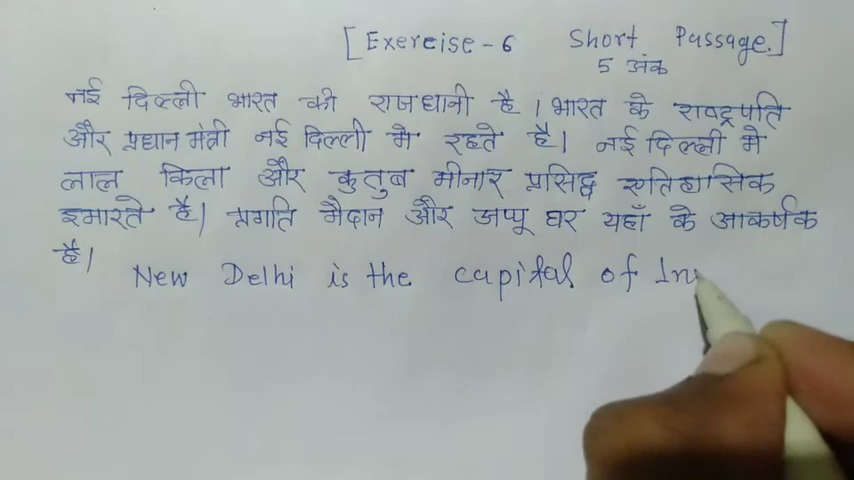 [Exercise - 6 Short Passage.]
5 अंक
नई दिल्ली भारत की राजधानी है। भारत के राष्ट्रपति
और प्रधान मंत्री नई दिल्ली मे रहते है। नई दिल्ली मे
लाल किला और कुतुब मीनार प्रसिद्ध एतिहासिक
इमारते है। प्रगति मैदान और अप्पू घर यहाँ के आकर्षक
है।
New Delhi is the capital of In